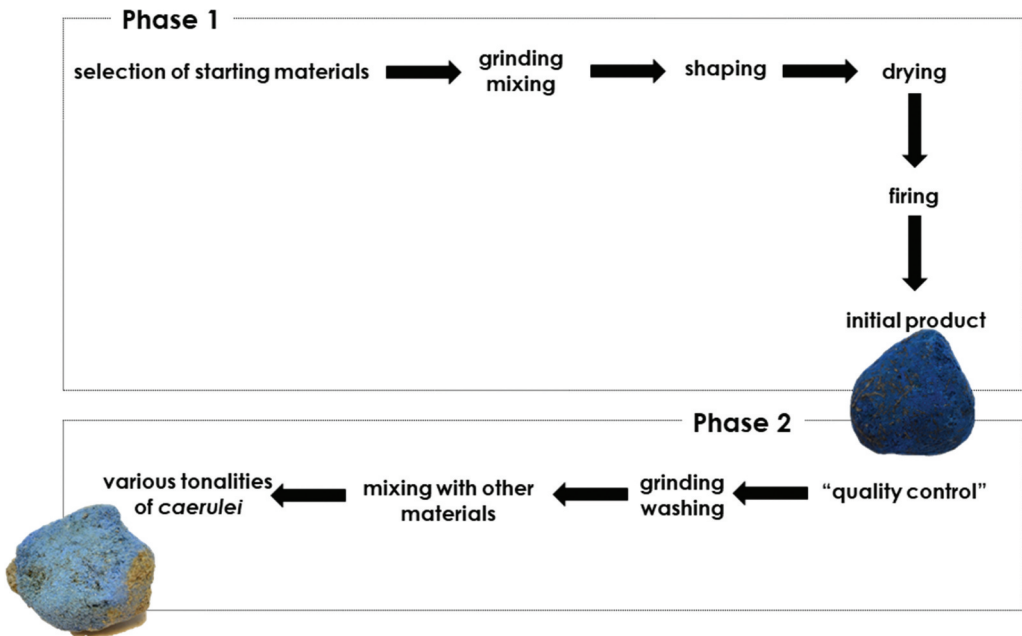 Phase 1
selection of starting materials
grinding
mixing
shaping
drying
firing
initial product
Phase 2
"quality control"
grinding
washing
mixing with other
materials
various tonalities
of caerulei